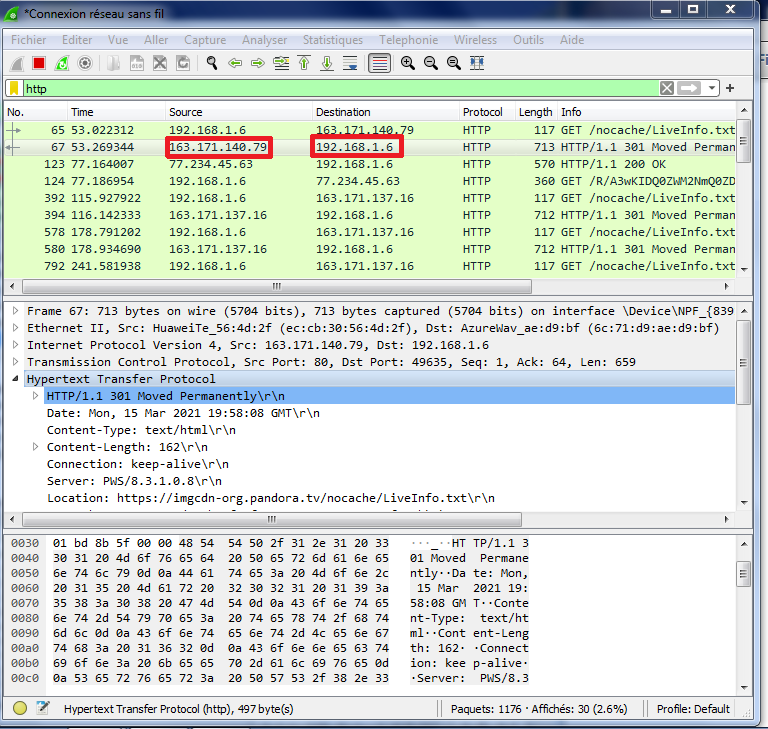 *Connexion réseau sans fil
Fichier Editer Vue Aller Capture Analyser Statistiques Telephonie Wireless Outils Aide
http
No. Time Source Destination Protocol Length Info
65 53.022312 192.168.1.6 163.171.140.79 HTTP 117 GET /nocache/LiveInfo.txt
67 53.269344 163.171.140.79 192.168.1.6 HTTP 713 HTTP/1.1 301 Moved Perman
123 77.164007 77.234.45.63 192.168.1.6 HTTP 570 HTTP/1.1 200 OK
124 77.186954 192.168.1.6 77.234.45.63 HTTP 360 GET /R/A3wKIDQ0ZWM2NmQ0ZD
392 115.927922 192.168.1.6 163.171.137.16 HTTP 117 GET /nocache/LiveInfo.txt
394 116.142333 163.171.137.16 192.168.1.6 HTTP 712 HTTP/1.1 301 Moved Perman
578 178.791202 192.168.1.6 163.171.137.16 HTTP 117 GET /nocache/LiveInfo.txt
580 178.934690 163.171.137.16 192.168.1.6 HTTP 712 HTTP/1.1 301 Moved Perman
792 241.581938 192.168.1.6 163.171.137.16 HTTP 117 GET /nocache/LiveInfo.txt
Frame 67: 713 bytes on wire (5704 bits), 713 bytes captured (5704 bits) on interface \Device\NPF_{839
Ethernet II, Src: HuaweiTe_56:4d:2f (ec:cb:30:56:4d:2f), Dst: AzureWav_ae:d9:bf (6c:71:d9:ae:d9:bf)
Internet Protocol Version 4, Src: 163.171.140.79, Dst: 192.168.1.6
Transmission Control Protocol, Src Port: 80, Dst Port: 49635, Seq: 1, Ack: 64, Len: 659
Hypertext Transfer Protocol
HTTP/1.1 301 Moved Permanently\r\n
Date: Mon, 15 Mar 2021 19:58:08 GMT\r\n
Content-Type: text/html\r\n
Content-Length: 162\r\n
Connection: keep-alive\r\n
Server: PWS/8.3.1.0.8\r\n
Location: https://imgcdn-org.pandora.tv/nocache/LiveInfo.txt\r\n
0030 01 bd 8b 5f 00 00 48 54 54 50 2f 31 2e 31 20 33 ···_··HT TP/1.1 3
0040 30 31 20 4d 6f 76 65 64 20 50 65 72 6d 61 6e 65 01 Moved Permane
0050 6e 74 6c 79 0d 0a 44 61 74 65 3a 20 4d 6f 6e 2c ntly··Da te: Mon,
0060 20 31 35 20 4d 61 72 20 32 30 32 31 20 31 39 3a 15 Mar 2021 19:
0070 35 38 3a 30 38 20 47 4d 54 0d 0a 43 6f 6e 74 65 58:08 GM T··Conte
0080 6e 74 2d 54 79 70 65 3a 20 74 65 78 74 2f 68 74 nt-Type: text/ht
0090 6d 6c 0d 0a 43 6f 6e 74 65 6e 74 2d 4c 65 6e 67 ml··Cont ent-Leng
00a0 74 68 3a 20 31 36 32 0d 0a 43 6f 6e 6e 65 63 74 th: 162· ·Connect
00b0 69 6f 6e 3a 20 6b 65 65 70 2d 61 6c 69 76 65 0d ion: kee p-alive·
00c0 0a 53 65 72 76 65 72 3a 20 50 57 53 2f 38 2e 33 ·Server: PWS/8.3
Hypertext Transfer Protocol (http), 497 byte(s) Paquets: 1176 · Affichés: 30 (2.6%) Profile: Default